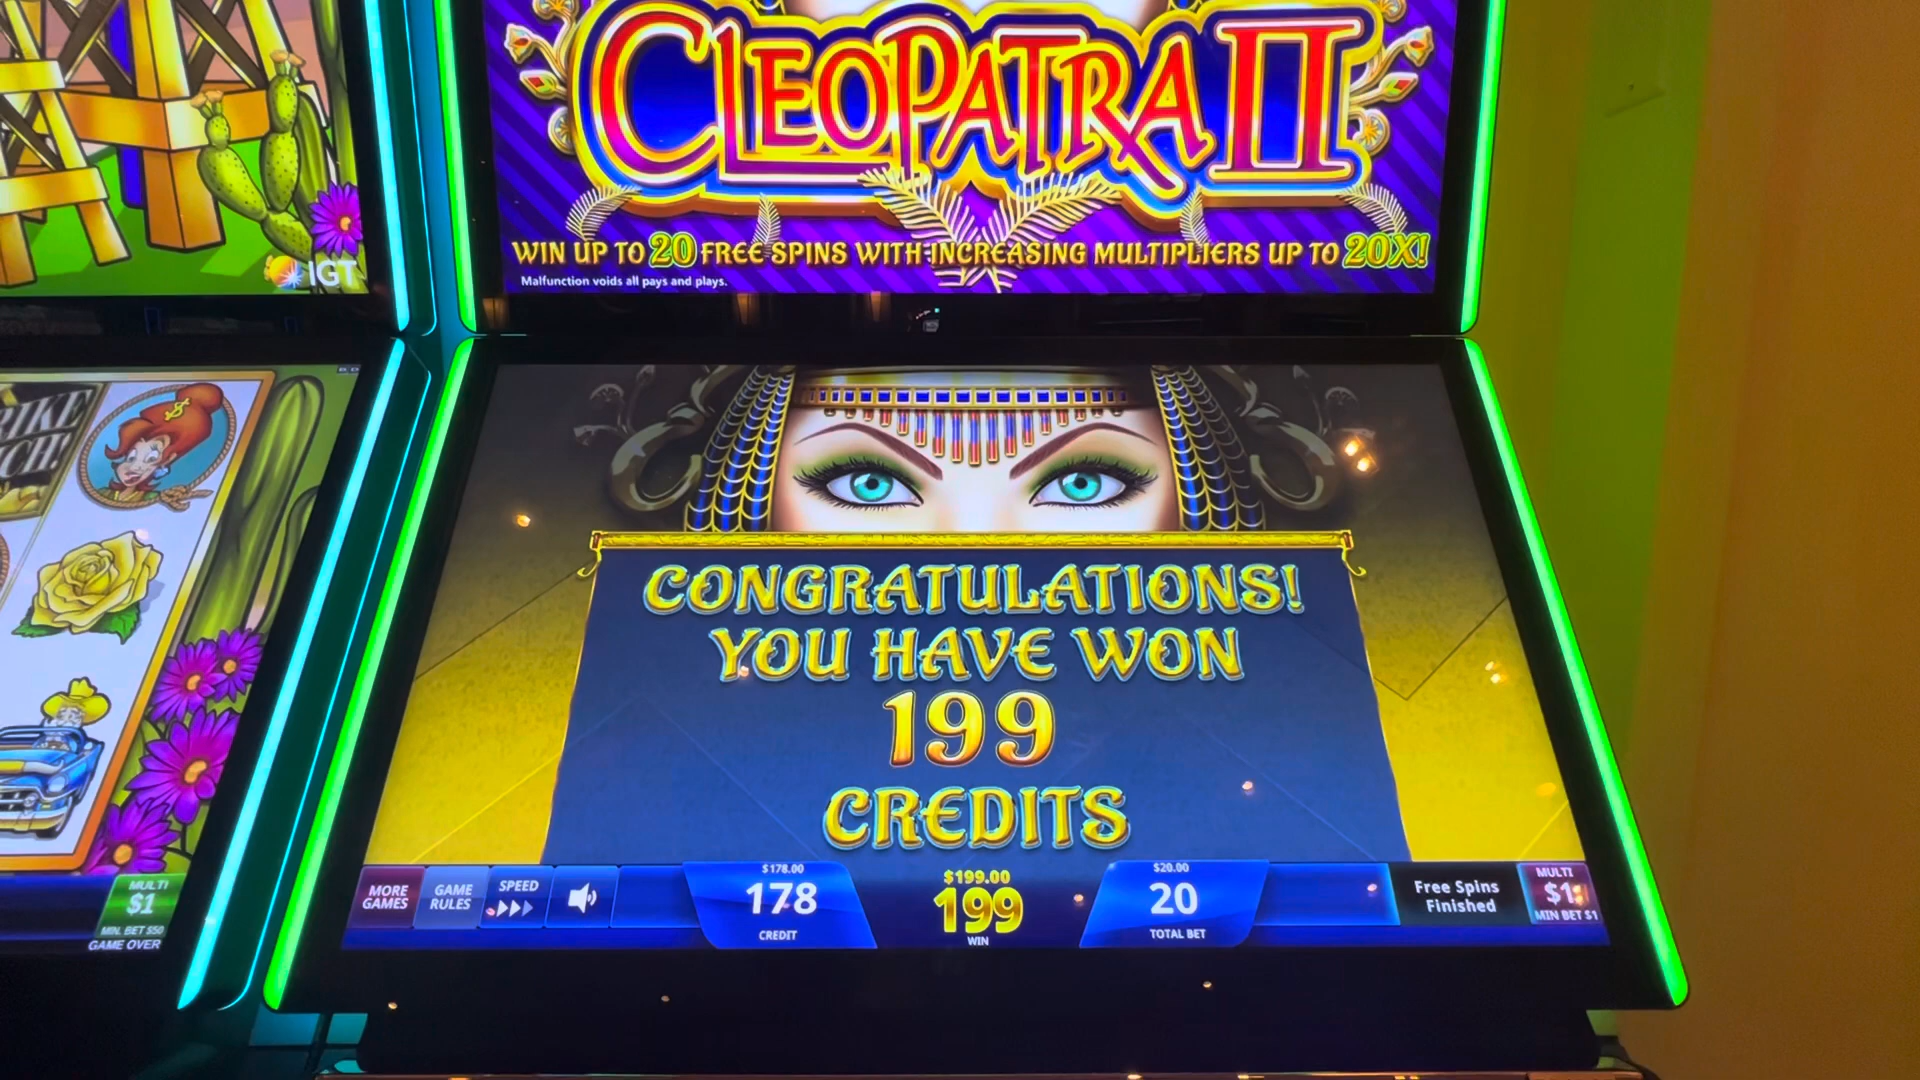 CLEOPATRA II
WIN UP TO 20 FREE SPINS WITH INCREASING MULTIPLIERS UP TO 20X!
Malfunction voids all pays and plays.
IGT
CONGRATULATIONS!
YOU HAVE WON
199
CREDITS
MORE
GAMES
GAME
RULES
SPEED
$178.00
178
CREDIT
$199.00
199
WIN
$20.00
20
TOTAL BET
Free Spins
Finished
MULTI
$1
MIN BET $1
MULTI
$1
MIN. BET $50
GAME OVER